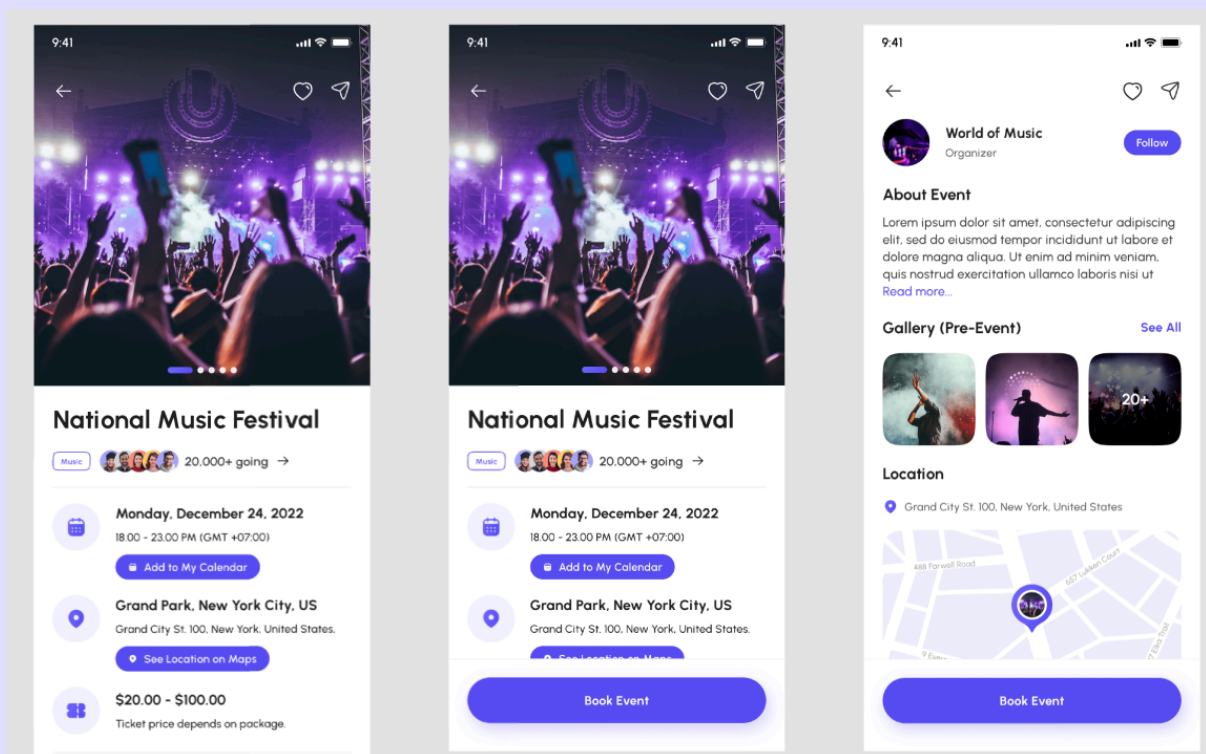 9:41
National Music Festival
Music
20.000+ going
Monday, December 24, 2022
18.00 - 23.00 PM (GMT +07:00)
Add to My Calendar
Grand Park, New York City, US
Grand City St. 100, New York, United States.
See Location on Maps
$20.00 - $100.00
Ticket price depends on package.
9:41
National Music Festival
Music
20.000+ going
Monday, December 24, 2022
18.00 - 23.00 PM (GMT +07:00)
Add to My Calendar
Grand Park, New York City, US
Grand City St. 100, New York, United States.
See Location on Maps
Book Event
9:41
World of Music
Organizer
Follow
About Event
Lorem ipsum dolor sit amet, consectetur adipiscing
elit, sed do eiusmod tempor incididunt ut labore et
dolore magna aliqua. Ut enim ad minim veniam,
quis nostrud exercitation ullamco laboris nisi ut
Read more...
Gallery (Pre-Event)
See All
20+
Location
Grand City St. 100, New York, United States
488 Farwell Road
657 Lukken Court
Book Event